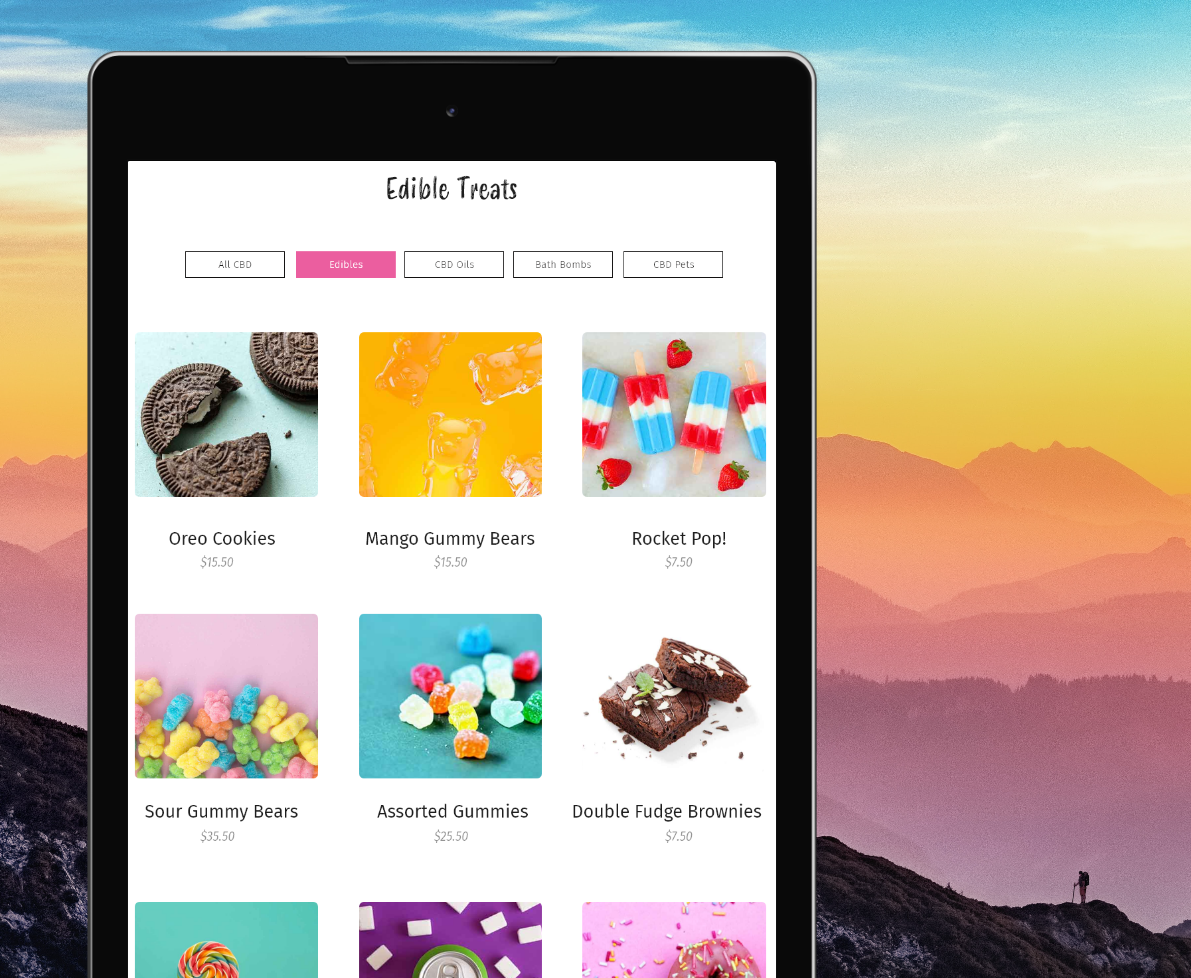 Edible Treats
All CBD
Edibles
CBD Oils
Bath Bombs
CBD Pets
Oreo Cookies
Mango Gummy Bears
Rocket Pop!
$15.50
$15.50
$7.50
Sour Gummy Bears
Assorted Gummies
Double Fudge Brownies
$35.50
$25.50
$7.50